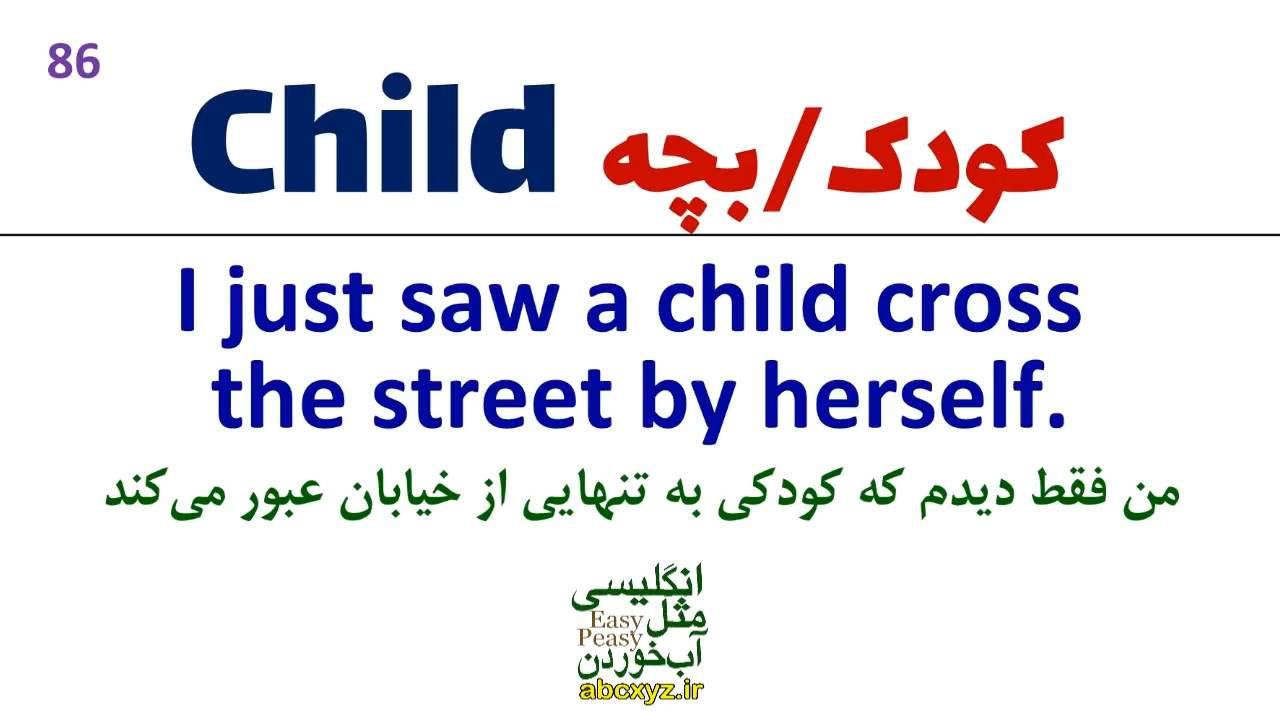 86
Child کودک/بچه
I just saw a child cross
the street by herself.
من فقط دیدم که کودکی به تنهایی از خیابان عبور می‌کند
انگلیسی
مثل Easy
Peasy
آب‌خوردن
abcxyz.ir